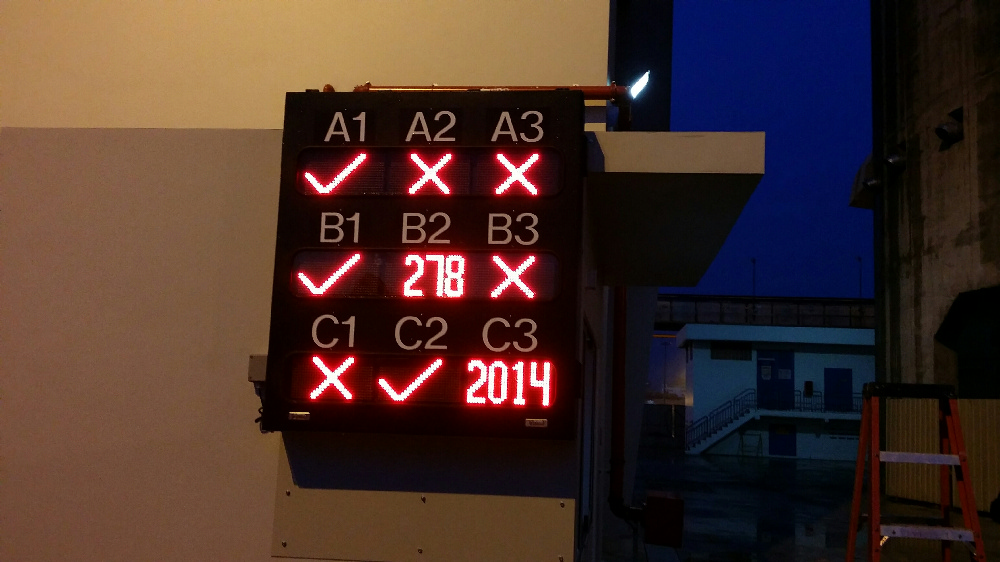 A1 A2 A3
✓ X X
B1 B2 B3
✓ 278 X
C1 C2 C3
X ✓ 2014